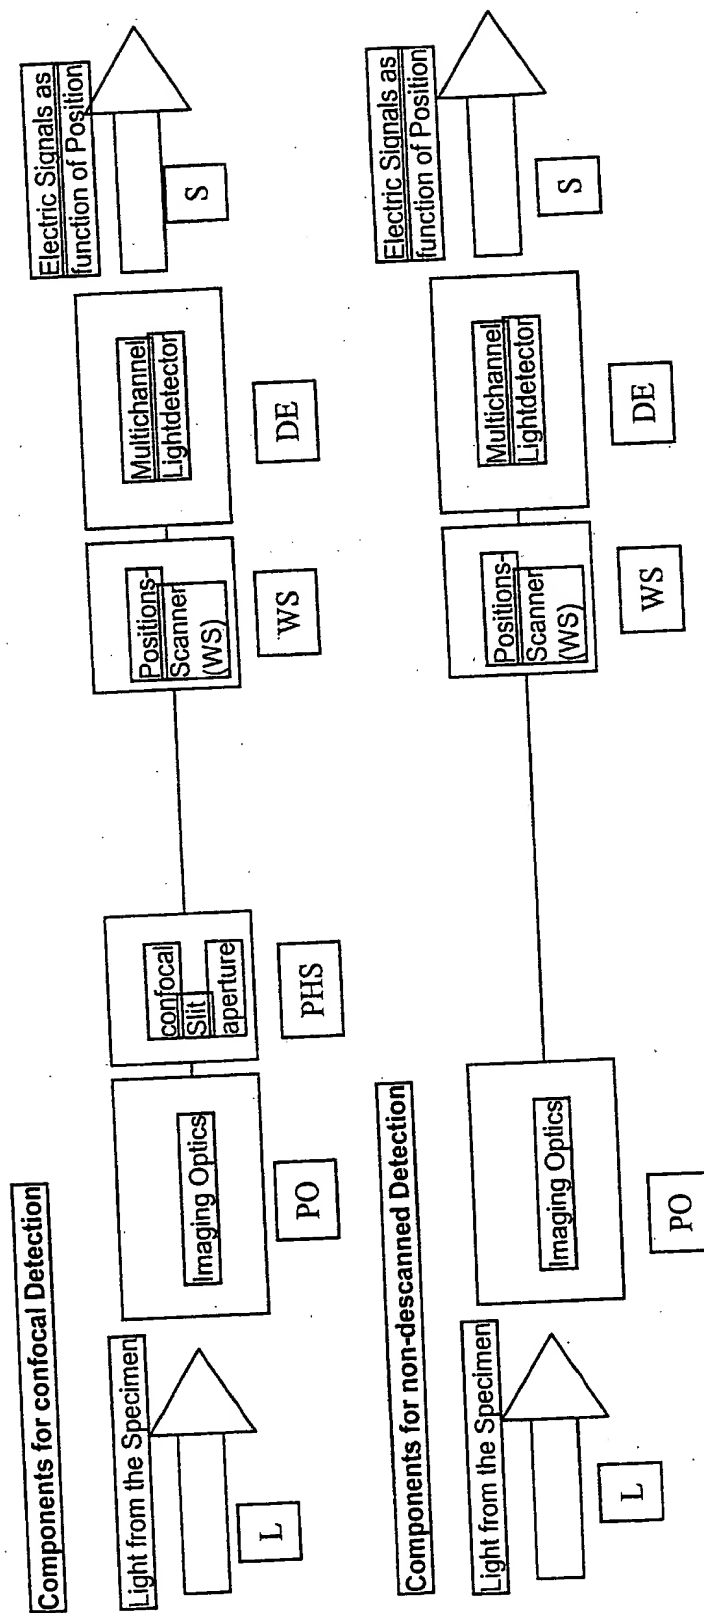 Components for confocal Detection
Light from the Specimen
L
Imaging Optics
PO
confocal
Slit
aperture
PHS
Positions-
Scanner
(WS)
WS
Multichannel
Lightdetector
DE
Electric Signals as
function of Position
S
Components for non-descanned Detection
Light from the Specimen
L
Imaging Optics
PO
Positions-
Scanner
(WS)
WS
Multichannel
Lightdetector
DE
Electric Signals as
function of Position
S